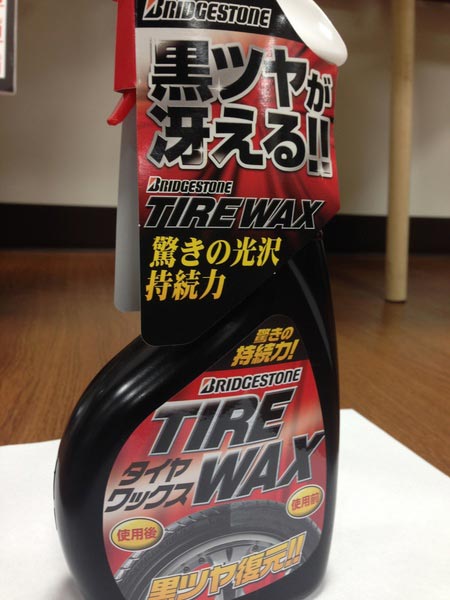 BRIDGESTONE
黒ツヤが
冴える!!
BRIDGESTONE
TIREWAX
驚きの光沢
持続力
驚きの
持続力!
BRIDGESTONE
TIRE
WAX
タイヤ
ワックス
使用後
使用前
黒ツヤ復元!!